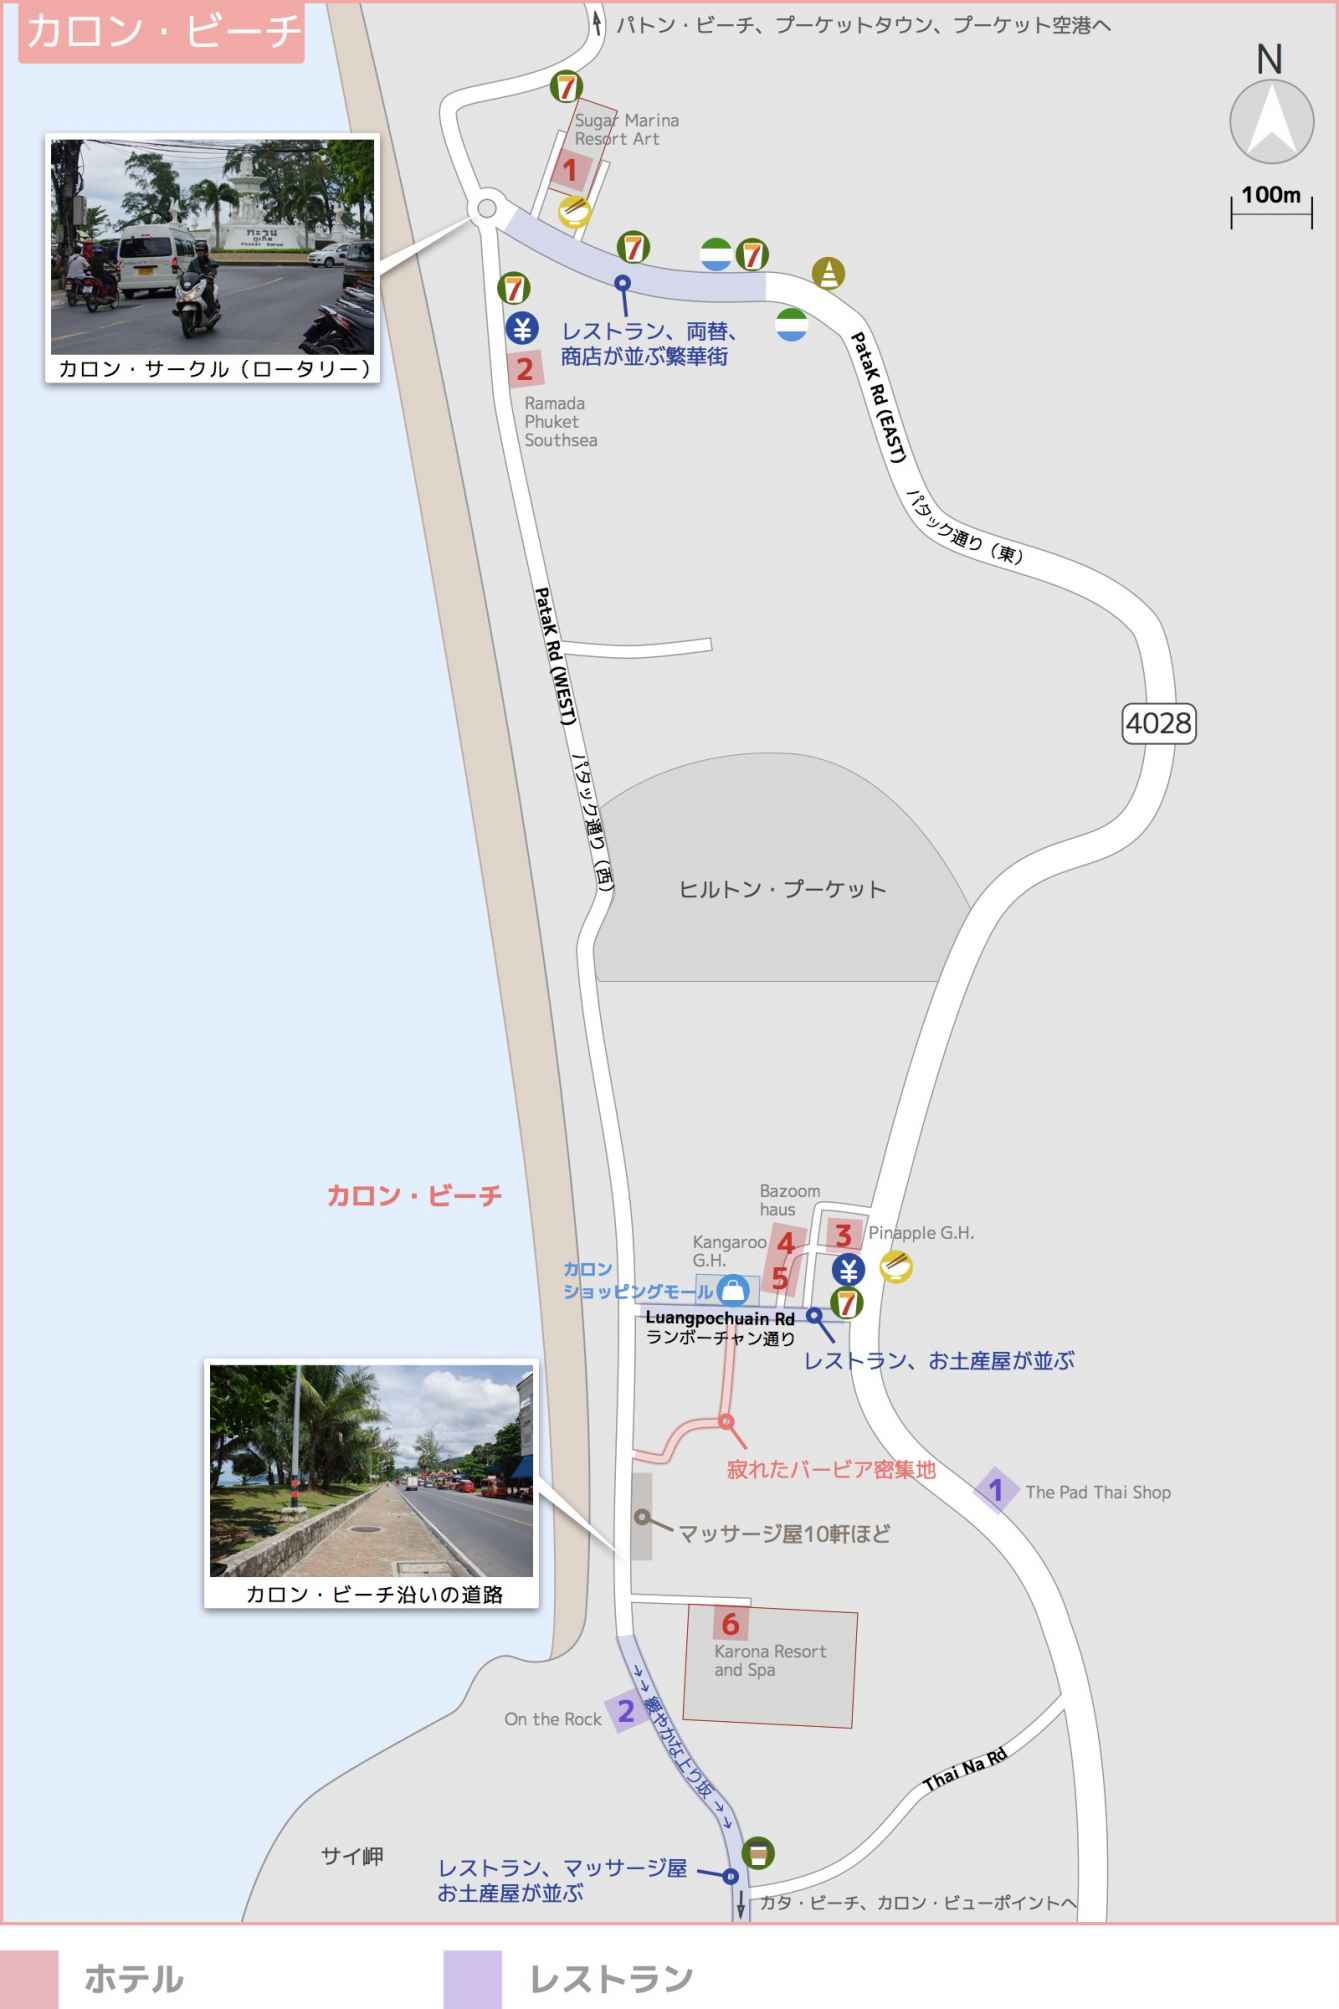 カロン・ビーチ
パトン・ビーチ、プーケットタウン、プーケット空港へ
N
100m
7
Sugar Marina
Resort Art
1
カロン・サークル（ロータリー）
7
7
7
¥
レストラン、両替、
商店が並ぶ繁華街
2
Ramada
Phuket
Southsea
PataK Rd (EAST)
パタック通り（東）
PataK Rd (WEST)
パタック通り（西）
4028
ヒルトン・プーケット
カロン・ビーチ
Bazoom
haus
Kangaroo
G.H.
4
5
3
Pinapple G.H.
¥
7
カロン
ショッピングモール
Luangpochuain Rd
ランボーチャン通り
レストラン、お土産屋が並ぶ
寂れたバービア密集地
1
The Pad Thai Shop
マッサージ屋10軒ほど
カロン・ビーチ沿いの道路
6
Karona Resort
and Spa
On the Rock
2
→→緩やかな上り坂→→
Thai Na Rd
サイ岬
レストラン、マッサージ屋
お土産屋が並ぶ
カタ・ビーチ、カロン・ビューポイントへ
ホテル
レストラン